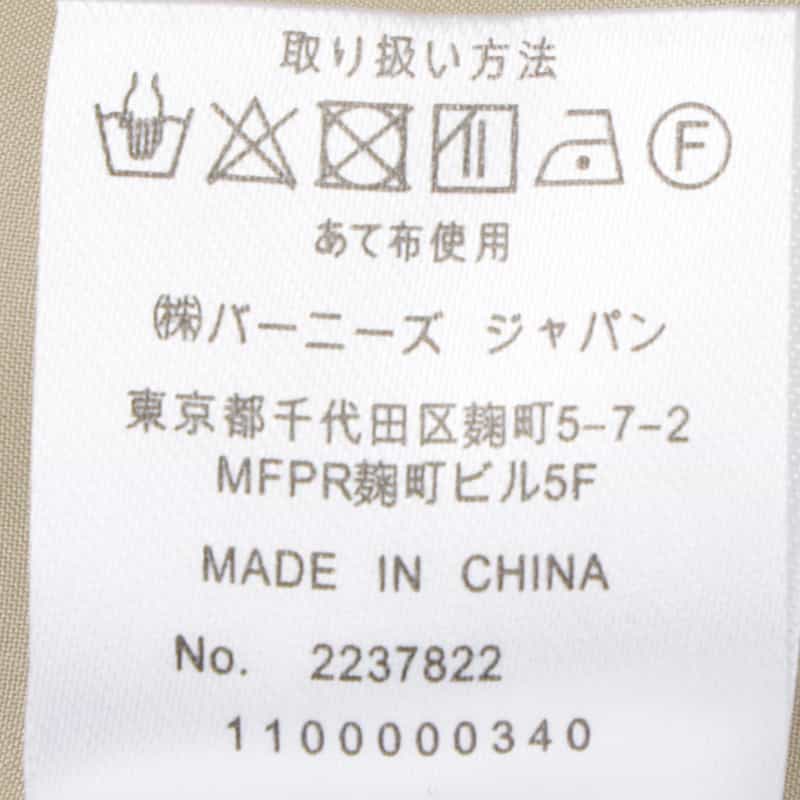 取り扱い方法
F
あて布使用
㈱バーニーズ ジャパン
東京都千代田区麹町5-7-2
MFPR麹町ビル5F
MADE IN CHINA
No. 2237822
1100000340